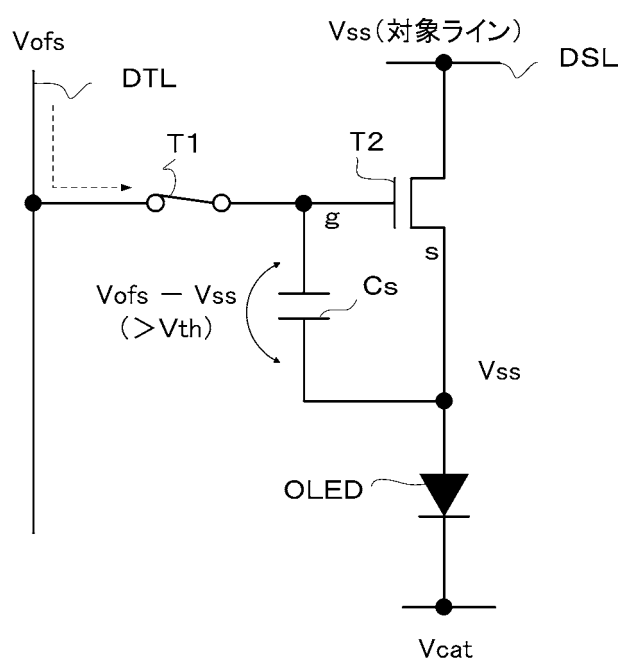 Vofs
Vss(対象ライン)
DTL
DSL
T1
T2
g
s
Vofs − Vss
(＞Vth)
Cs
Vss
OLED
Vcat